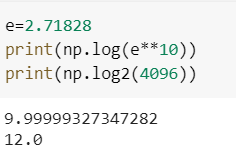 e=2.71828
print(np.log(e**10))
print(np.log2(4096))
9.99999327347282
12.0